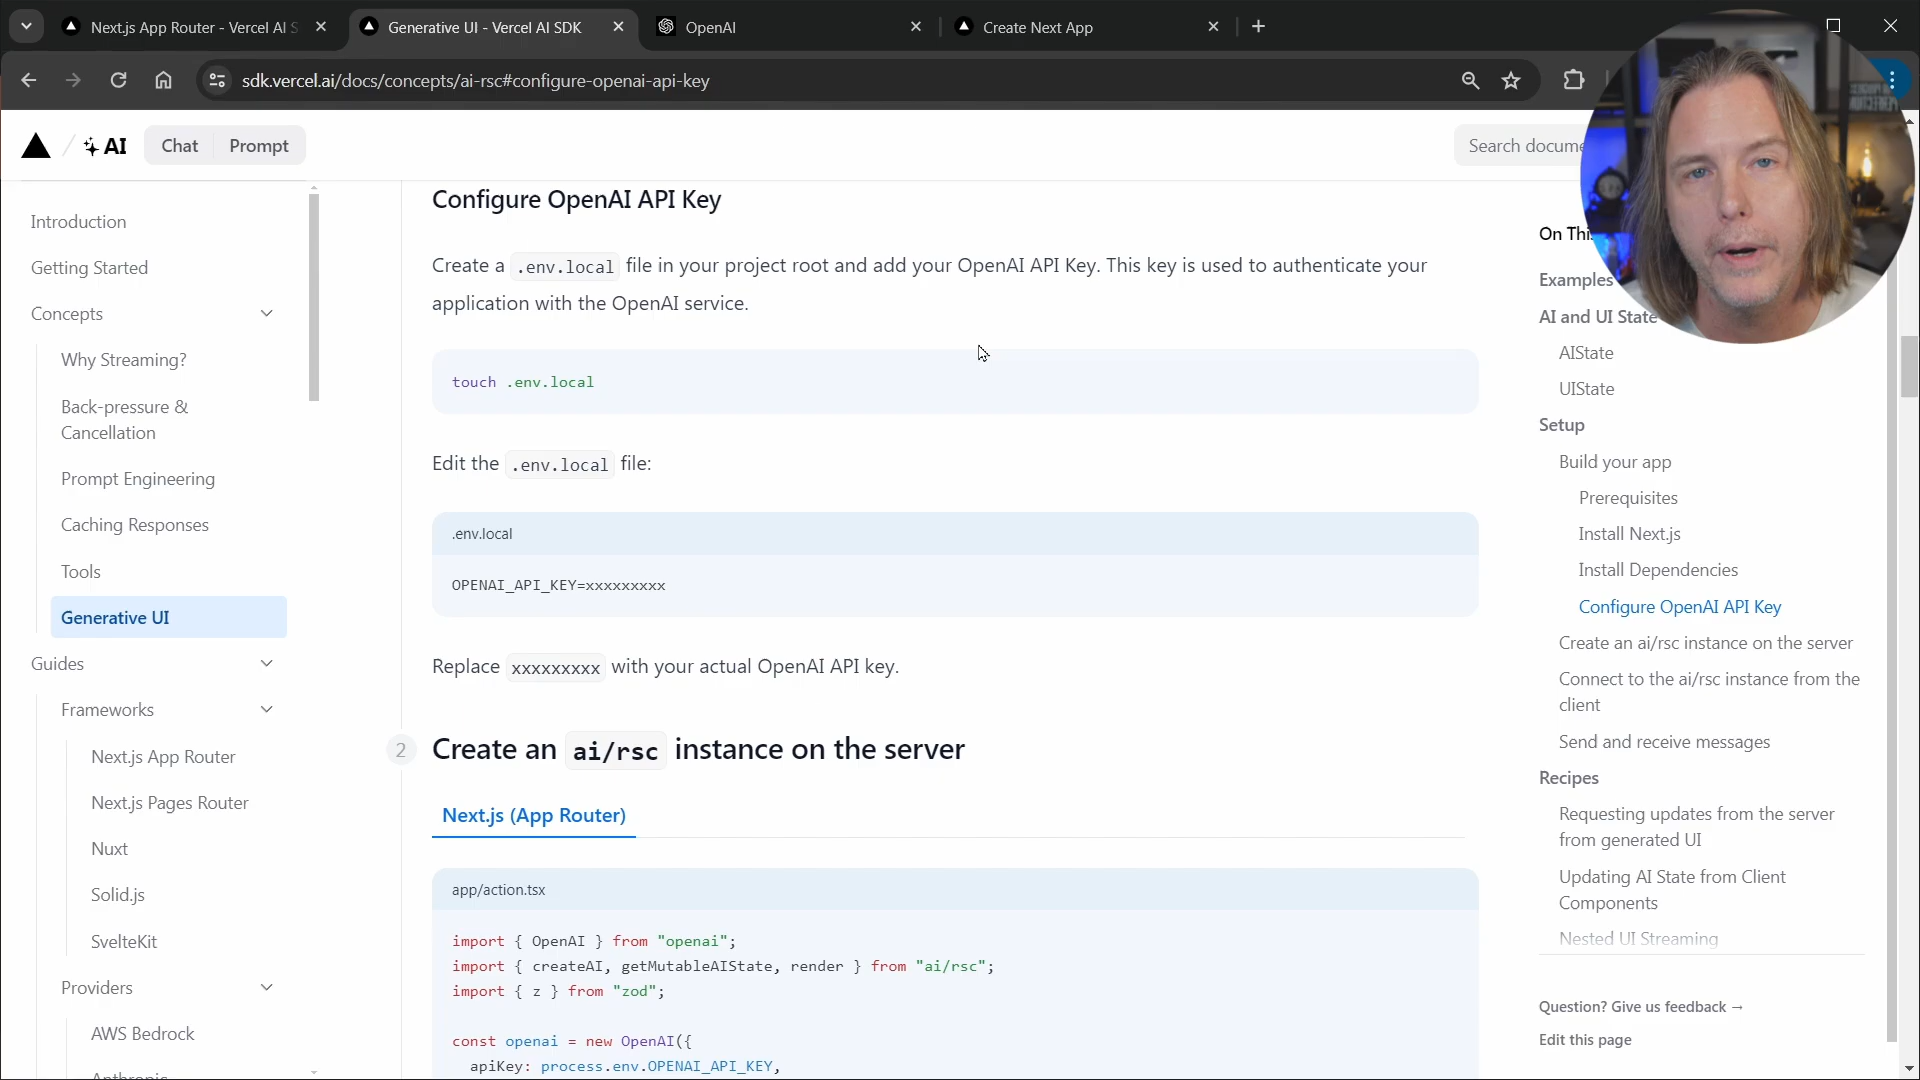 Next.js App Router - Vercel AI S
Generative UI - Vercel AI SDK
OpenAI
Create Next App
sdk.vercel.ai/docs/concepts/ai-rsc#configure-openai-api-key
AI
Chat
Prompt
Search docume
Introduction
Getting Started
Concepts
Why Streaming?
Back-pressure &
Cancellation
Prompt Engineering
Caching Responses
Tools
Generative UI
Guides
Frameworks
Next.js App Router
Next.js Pages Router
Nuxt
Solid.js
SvelteKit
Providers
AWS Bedrock
Anthropic
Configure OpenAI API Key
Create a .env.local file in your project root and add your OpenAI API Key. This key is used to authenticate your
application with the OpenAI service.
touch .env.local
Edit the .env.local file:
.env.local
OPENAI_API_KEY=xxxxxxxxx
Replace xxxxxxxxx with your actual OpenAI API key.
2 Create an ai/rsc instance on the server
Next.js (App Router)
app/action.tsx
import { OpenAI } from "openai";
import { createAI, getMutableAIState, render } from "ai/rsc";
import { z } from "zod";
const openai = new OpenAI({
apiKey: process.env.OPENAI_API_KEY,
On Thi
Examples
AI and UI State
AIState
UIState
Setup
Build your app
Prerequisites
Install Next.js
Install Dependencies
Configure OpenAI API Key
Create an ai/rsc instance on the server
Connect to the ai/rsc instance from the
client
Send and receive messages
Recipes
Requesting updates from the server
from generated UI
Updating AI State from Client
Components
Nested UI Streaming
Question? Give us feedback →
Edit this page